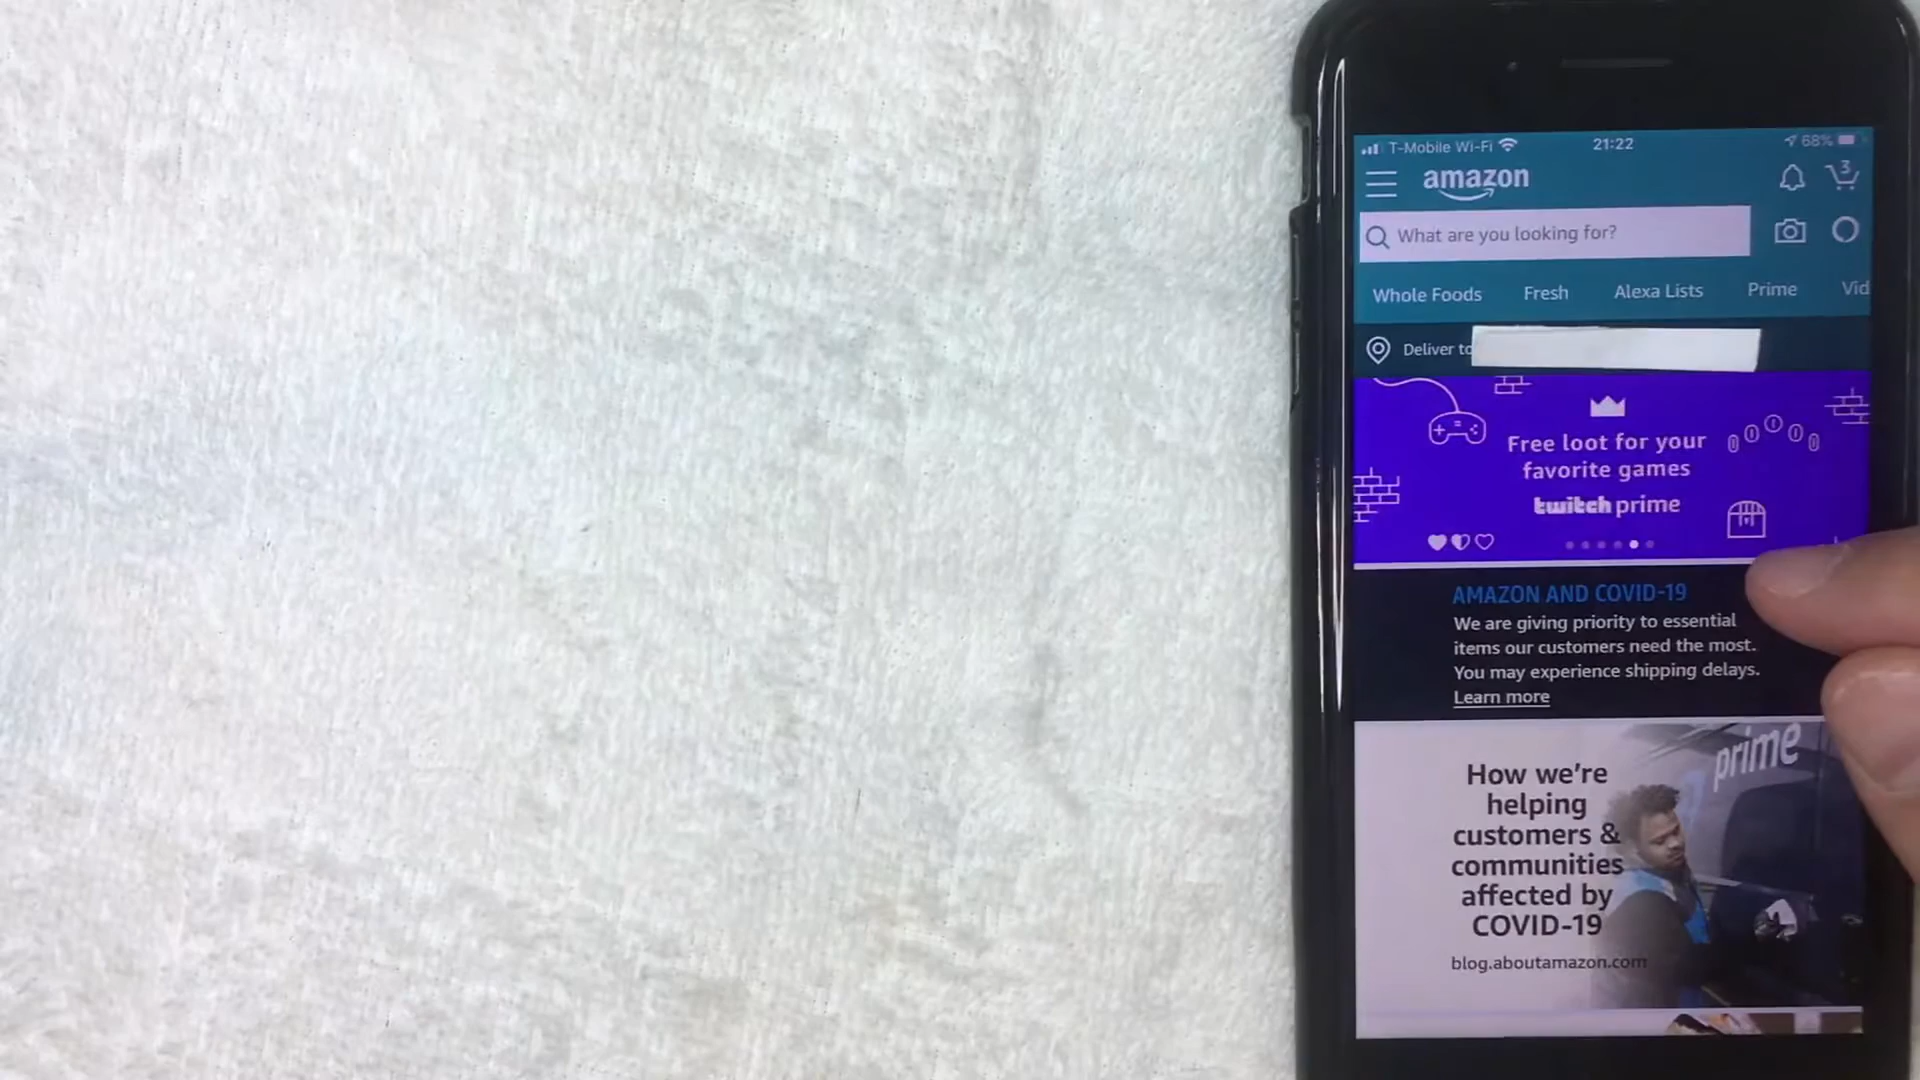 T-Mobile Wi-Fi 21:22 68%
amazon 3
What are you looking for?
Whole Foods Fresh Alexa Lists Prime Vid
Deliver to
Free loot for your
favorite games
twitch prime
AMAZON AND COVID-19
We are giving priority to essential
items our customers need the most.
You may experience shipping delays.
Learn more
prime
How we're
helping
customers &
communities
affected by
COVID-19
blog.aboutamazon.com